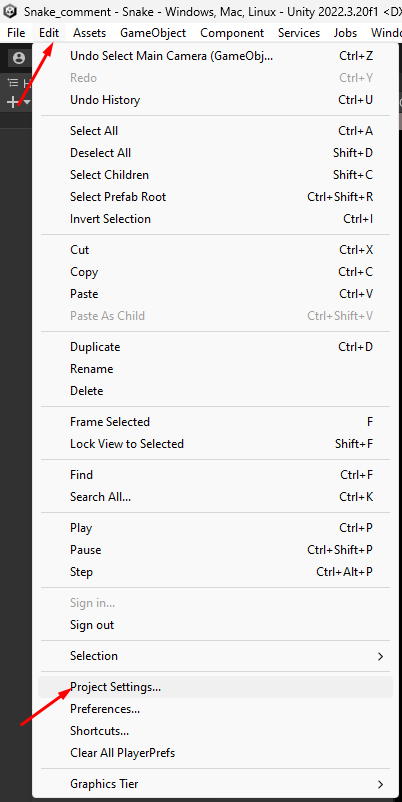 Snake_comment - Snake - Windows, Mac, Linux - Unity 2022.3.20f1 <DX
File Edit Assets GameObject Component Services Jobs Windo
Undo Select Main Camera (GameObj... Ctrl+Z
Redo Ctrl+Y
Undo History Ctrl+U
Select All Ctrl+A
Deselect All Shift+D
Select Children Shift+C
Select Prefab Root Ctrl+Shift+R
Invert Selection Ctrl+I
Cut Ctrl+X
Copy Ctrl+C
Paste Ctrl+V
Paste As Child Ctrl+Shift+V
Duplicate Ctrl+D
Rename
Delete
Frame Selected F
Lock View to Selected Shift+F
Find Ctrl+F
Search All... Ctrl+K
Play Ctrl+P
Pause Ctrl+Shift+P
Step Ctrl+Alt+P
Sign in...
Sign out
Selection
Project Settings...
Preferences...
Shortcuts...
Clear All PlayerPrefs
Graphics Tier